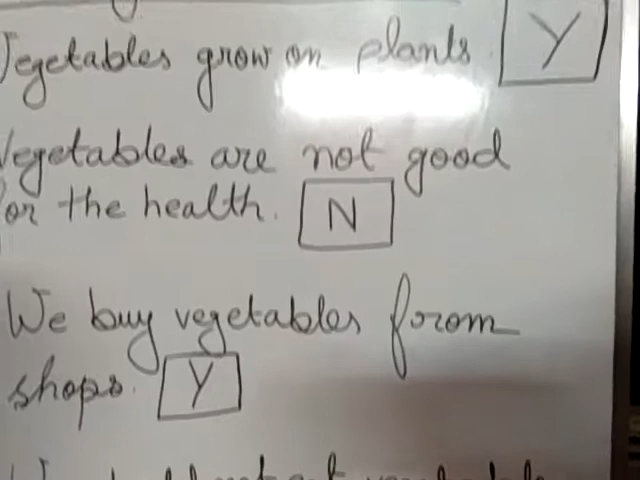 Vegetables grow on plants Y
Vegetables are not good
for the health. N
We buy vegetables forom
shops. Y